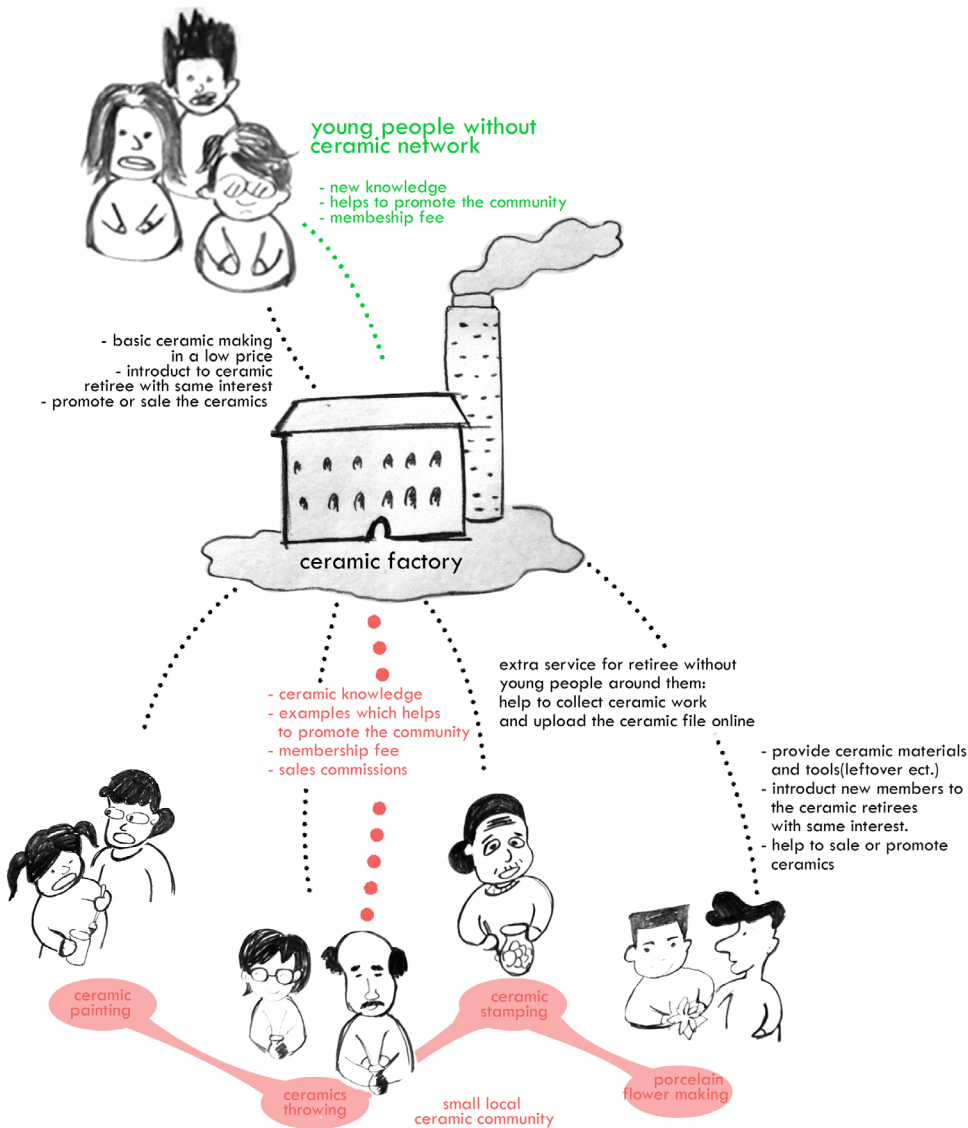 young people without
ceramic network
- new knowledge
- helps to promote the community
- membeship fee
- basic ceramic making
in a low price
- introduct to ceramic
retiree with same interest
- promote or sale the ceramics
ceramic factory
- ceramic knowledge
- examples which helps
to promote the community
- membership fee
- sales commissions
extra service for retiree without
young people around them:
help to collect ceramic work
and upload the ceramic file online
- provide ceramic materials
and tools(leftover ect.)
- introduct new members to
the ceramic retirees
with same interest.
- help to sale or promote
ceramics
ceramic
painting
ceramics
throwing
ceramic
stamping
porcelain
flower making
small local
ceramic community